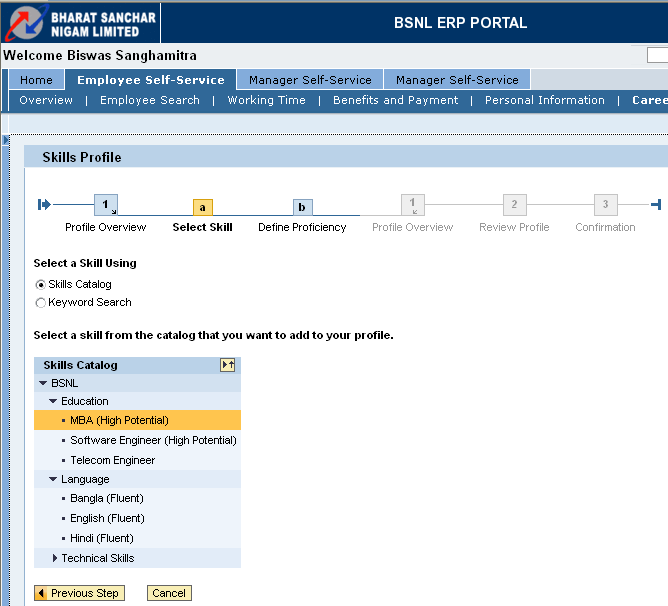 BHARAT SANCHAR
NIGAM LIMITED
BSNL ERP PORTAL
Welcome Biswas Sanghamitra
Home Employee Self-Service Manager Self-Service Manager Self-Service
Overview | Employee Search | Working Time | Benefits and Payment | Personal Information | Caree
Skills Profile
1 a b 1 2 3
Profile Overview Select Skill Define Proficiency Profile Overview Review Profile Confirmation
Select a Skill Using
Skills Catalog
Keyword Search
Select a skill from the catalog that you want to add to your profile.
Skills Catalog
BSNL
Education
MBA (High Potential)
Software Engineer (High Potential)
Telecom Engineer
Language
Bangla (Fluent)
English (Fluent)
Hindi (Fluent)
Technical Skills
Previous Step Cancel